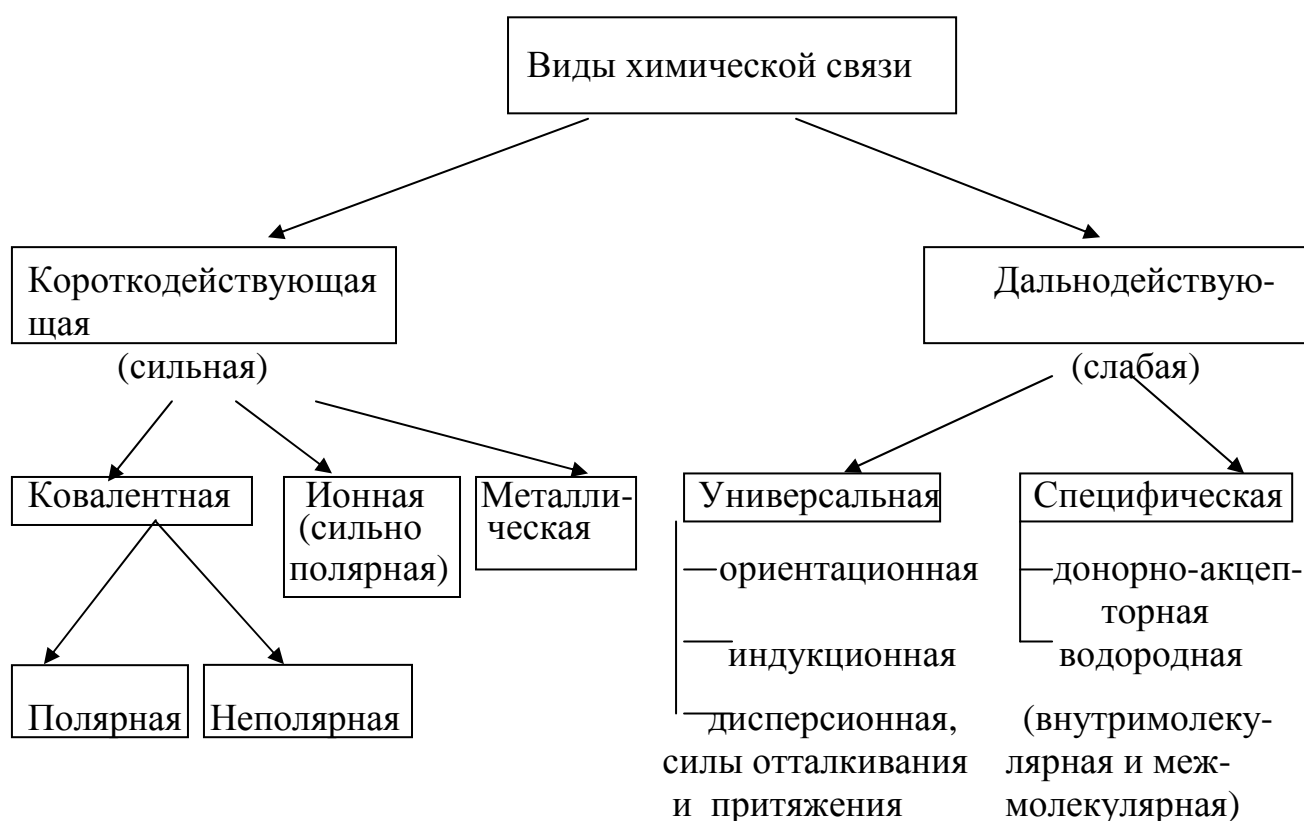 Виды химической связи
Короткодействующая
щая
(сильная)
Дальнодействую-
(слабая)
Ковалентная
Ионная
(сильно
полярная)
Металли-
ческая
Полярная
Неполярная
Универсальная
ориентационная
индукционная
дисперсионная,
силы отталкивания
и притяжения
Специфическая
донорно-акцеп-
торная
водородная
(внутримолеку-
лярная и меж-
молекулярная)